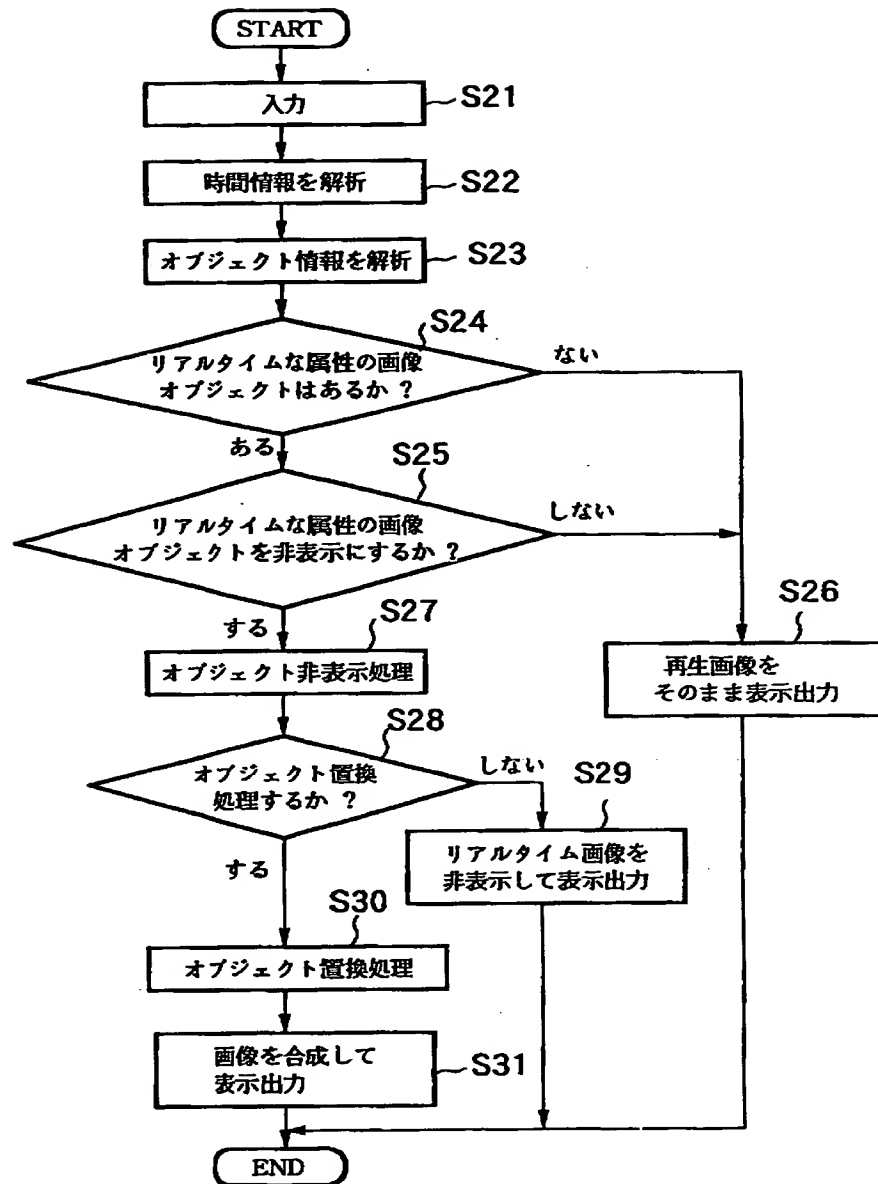 START
入力
S21
時間情報を解析
S22
オブジェクト情報を解析
S23
S24
リアルタイムな属性の画像
オブジェクトはあるか ?
ない
ある
S25
リアルタイムな属性の画像
オブジェクトを非表示にするか ?
しない
する
S27
オブジェクト非表示処理
S26
再生画像を
そのまま表示出力
S28
オブジェクト置換
処理するか ?
しない
する
S29
リアルタイム画像を
非表示して表示出力
S30
オブジェクト置換処理
画像を合成して
表示出力
S31
END